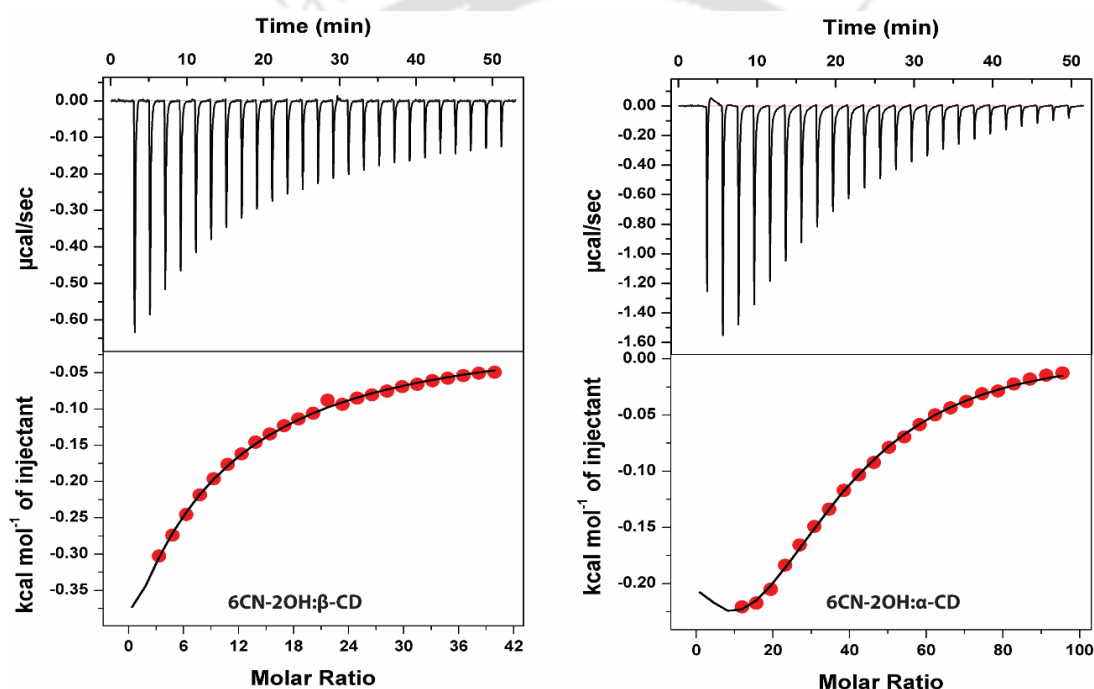 Time (min)
0 10 20 30 40 50
0.00
-0.10
-0.20
-0.30
-0.40
-0.50
-0.60
µcal/sec
-0.05
-0.10
-0.15
-0.20
-0.25
-0.30
-0.35
kcal mol⁻¹ of injectant
6CN-2OH:β-CD
0 6 12 18 24 30 36 42
Molar Ratio
Time (min)
0 10 20 30 40 50
0.00
-0.20
-0.40
-0.60
-0.80
-1.00
-1.20
-1.40
-1.60
µcal/sec
0.00
-0.05
-0.10
-0.15
-0.20
kcal mol⁻¹ of injectant
6CN-2OH:α-CD
0 20 40 60 80 100
Molar Ratio